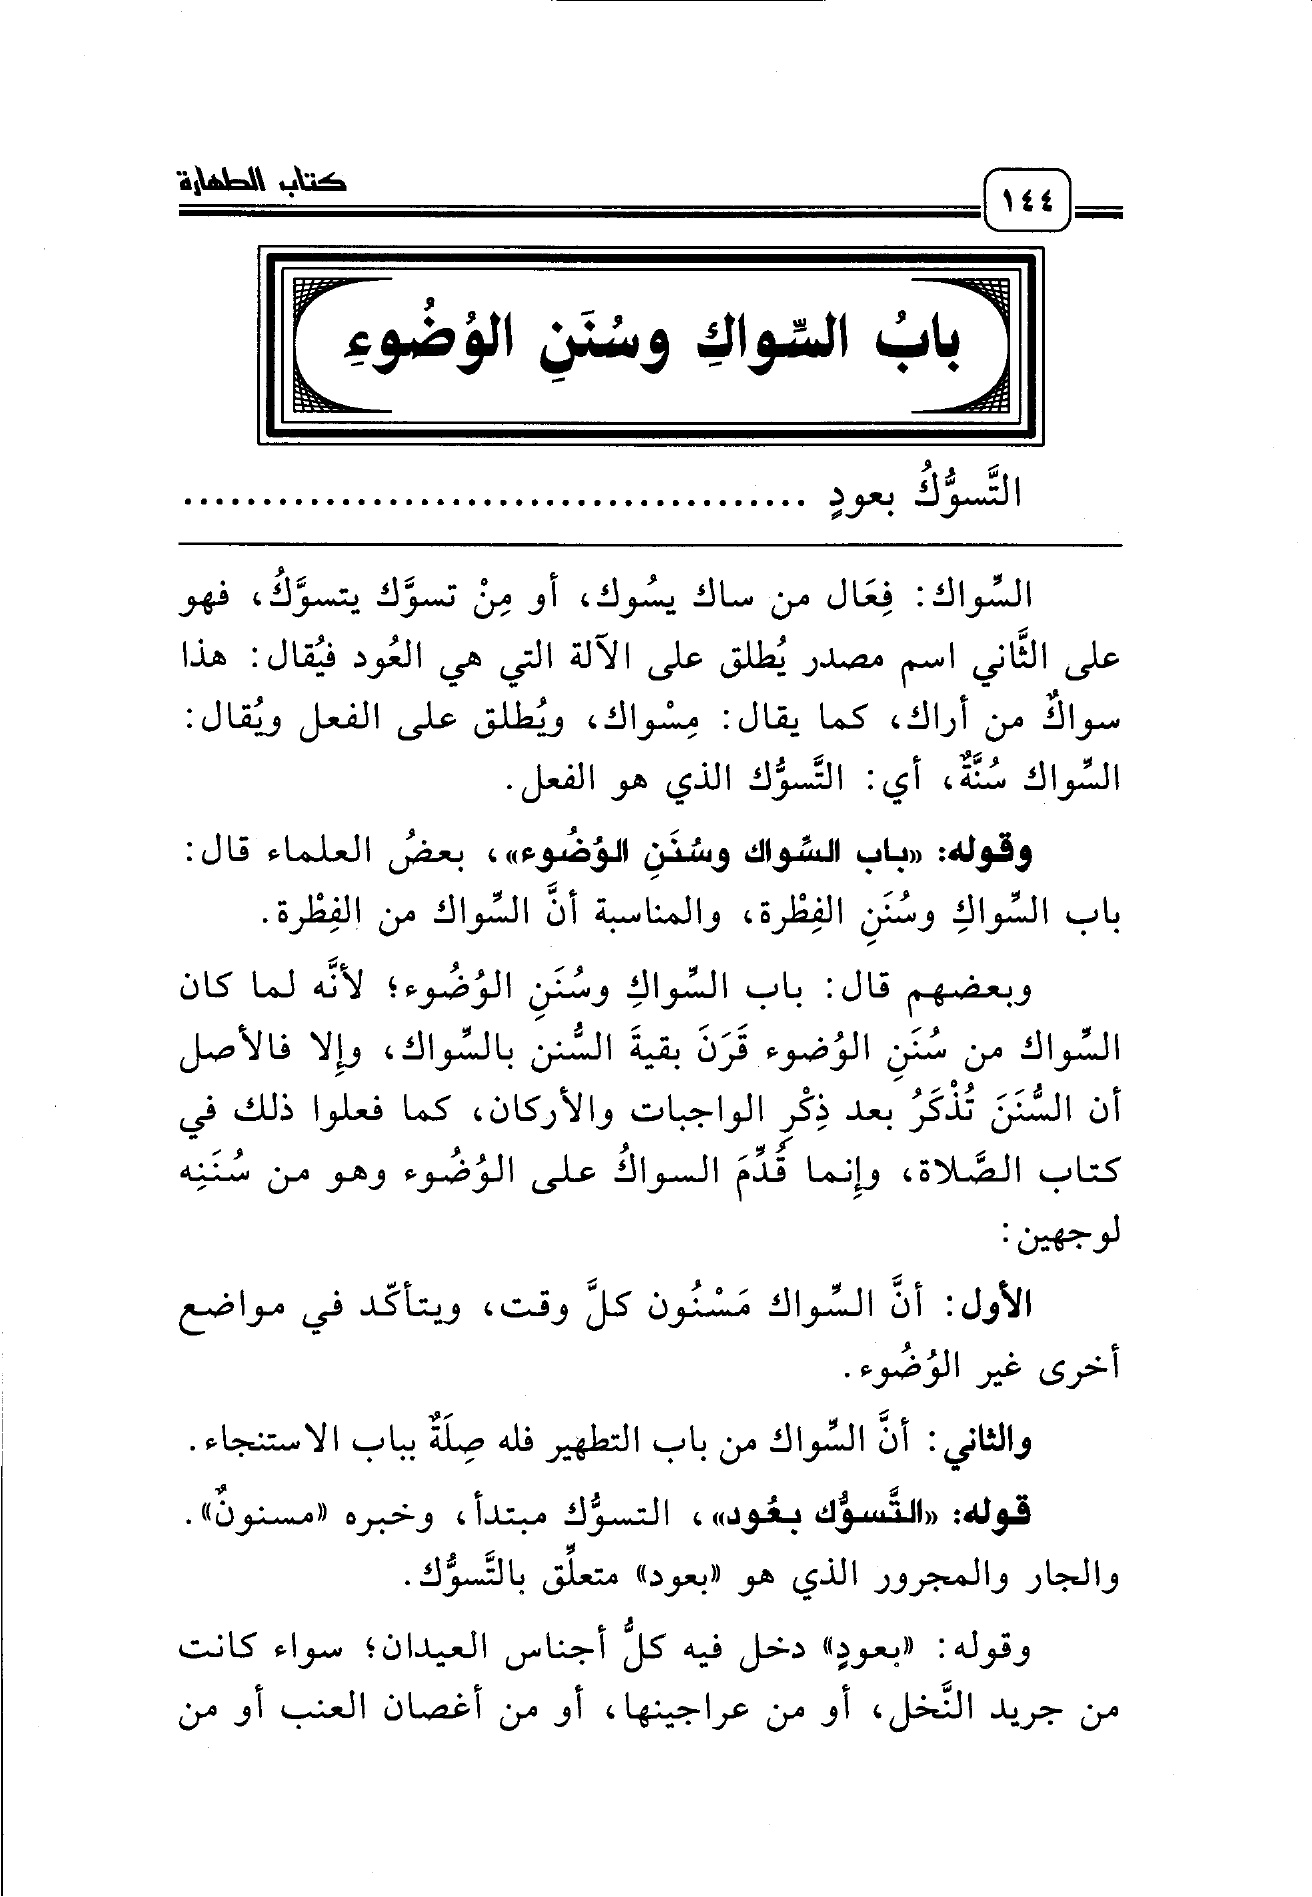 كتاب الطهارة
١٤٤
بابُ السِّواكِ وسُنَنِ الوُضُوءِ
التَّسوُّكُ بعودٍ ........................................
السِّواك: فِعَال من ساك يسُوك، أو مِنْ تسوَّك يتسوَّكُ، فهو
على الثَّاني اسم مصدر يُطلق على الآلة التي هي العُود فيُقال: هذا
سواكٌ من أراك، كما يقال: مِسْواك، ويُطلق على الفعل ويُقال:
السِّواك سُنَّةٌ، أي: التَّسوُّك الذي هو الفعل.
وقوله: «باب السِّواك وسُنَنِ الوُضُوء»، بعضُ العلماء قال:
باب السِّواكِ وسُنَنِ الفِطْرة، والمناسبة أنَّ السِّواك من الفِطْرة.
وبعضهم قال: باب السِّواكِ وسُنَنِ الوُضُوء؛ لأنَّه لما كان
السِّواك من سُنَنِ الوُضوء قَرَنَ بقيةَ السُّنن بالسِّواك، وإلا فالأصل
أن السُّنَنَ تُذْكَرُ بعد ذِكْرِ الواجبات والأركان، كما فعلوا ذلك في
كتاب الصَّلاة، وإنما قُدِّمَ السواكُ على الوُضُوء وهو من سُنَنِه
لوجهين:
الأول: أنَّ السِّواك مَسْنُون كلَّ وقت، ويتأكّد في مواضع
أخرى غير الوُضُوء.
والثاني: أنَّ السِّواك من باب التطهير فله صِلَةٌ بباب الاستنجاء.
قوله: «التَّسوُّك بعُود»، التسوُّك مبتدأ، وخبره «مسنونٌ».
والجار والمجرور الذي هو «بعود» متعلِّق بالتَّسوُّك.
وقوله: «بعودٍ» دخل فيه كلُّ أجناس العيدان؛ سواء كانت
من جريد النَّخل، أو من عراجينها، أو من أغصان العنب أو من